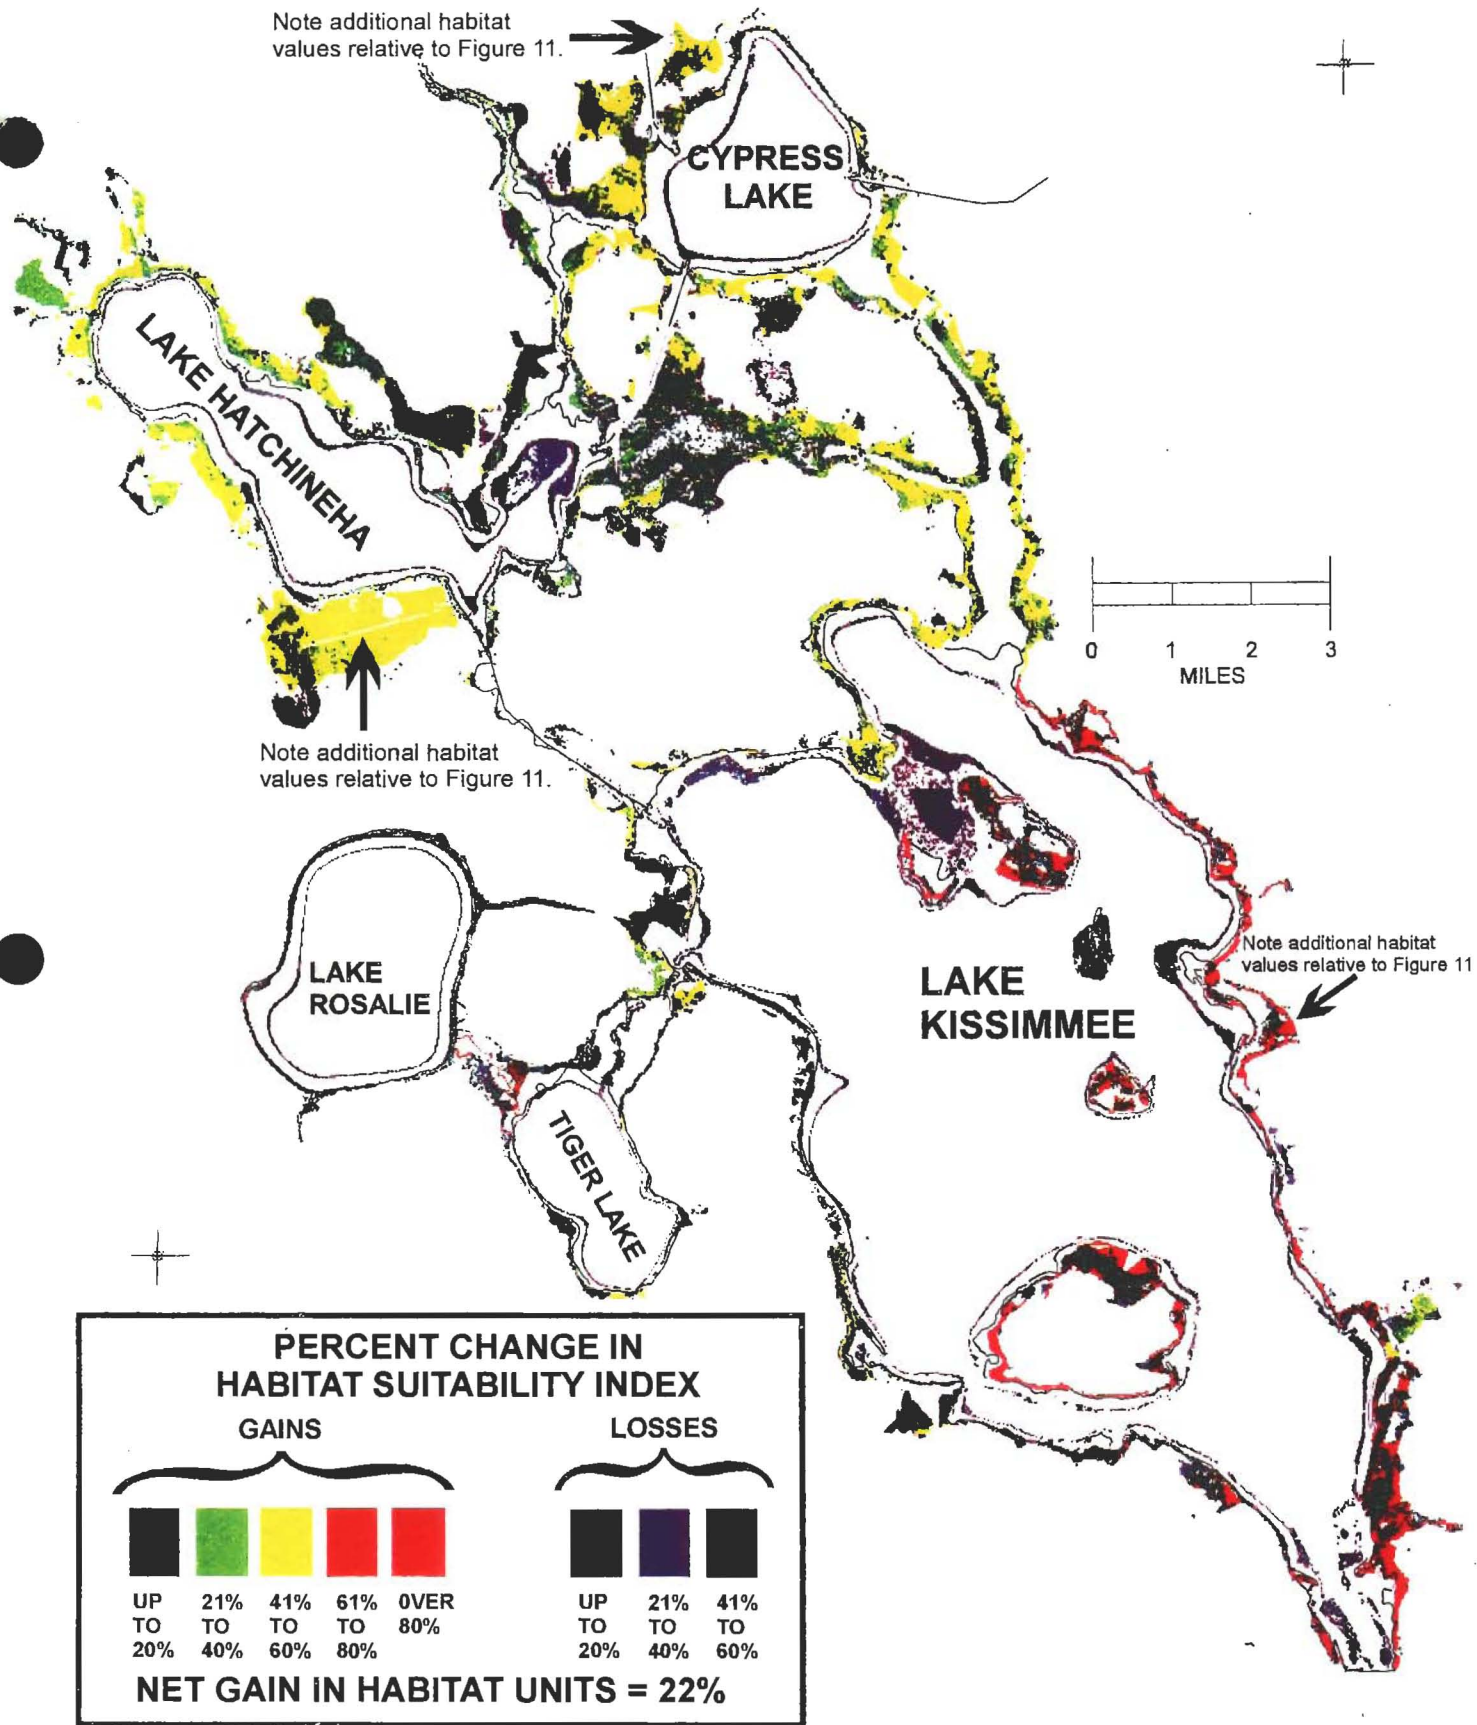 Note additional habitat
values relative to Figure 11.
CYPRESS
LAKE
LAKE HATCHINEHA
0 1 2 3
MILES
Note additional habitat
values relative to Figure 11.
LAKE
ROSALIE
LAKE
KISSIMMEE
Note additional habitat
values relative to Figure 11
TIGER LAKE
PERCENT CHANGE IN
HABITAT SUITABILITY INDEX
GAINS
LOSSES
UP
TO
20%
21%
TO
40%
41%
TO
60%
61%
TO
80%
OVER
80%
UP
TO
20%
21%
TO
40%
41%
TO
60%
NET GAIN IN HABITAT UNITS = 22%